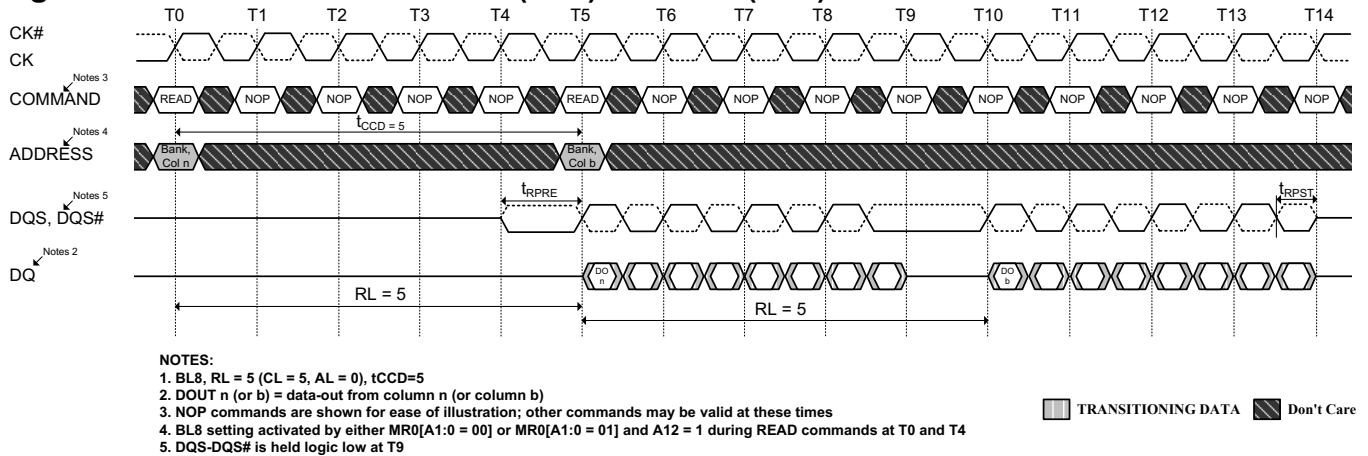 T0 T1 T2 T3 T4 T5 T6 T7 T8 T9 T10 T11 T12 T13 T14
CK#
CK
Notes 3
COMMAND READ NOP NOP NOP NOP READ NOP NOP NOP NOP NOP NOP NOP NOP NOP
tCCD = 5
Notes 4
ADDRESS Bank, Col n Bank, Col b
tRPRE tRPST
Notes 5
DQS, DQS#
Notes 2
DQ DO n DO b
RL = 5 RL = 5
NOTES:
1. BL8, RL = 5 (CL = 5, AL = 0), tCCD=5
2. DOUT n (or b) = data-out from column n (or column b)
3. NOP commands are shown for ease of illustration; other commands may be valid at these times
4. BL8 setting activated by either MR0[A1:0 = 00] or MR0[A1:0 = 01] and A12 = 1 during READ commands at T0 and T4
5. DQS-DQS# is held logic low at T9
TRANSITIONING DATA Don't Care